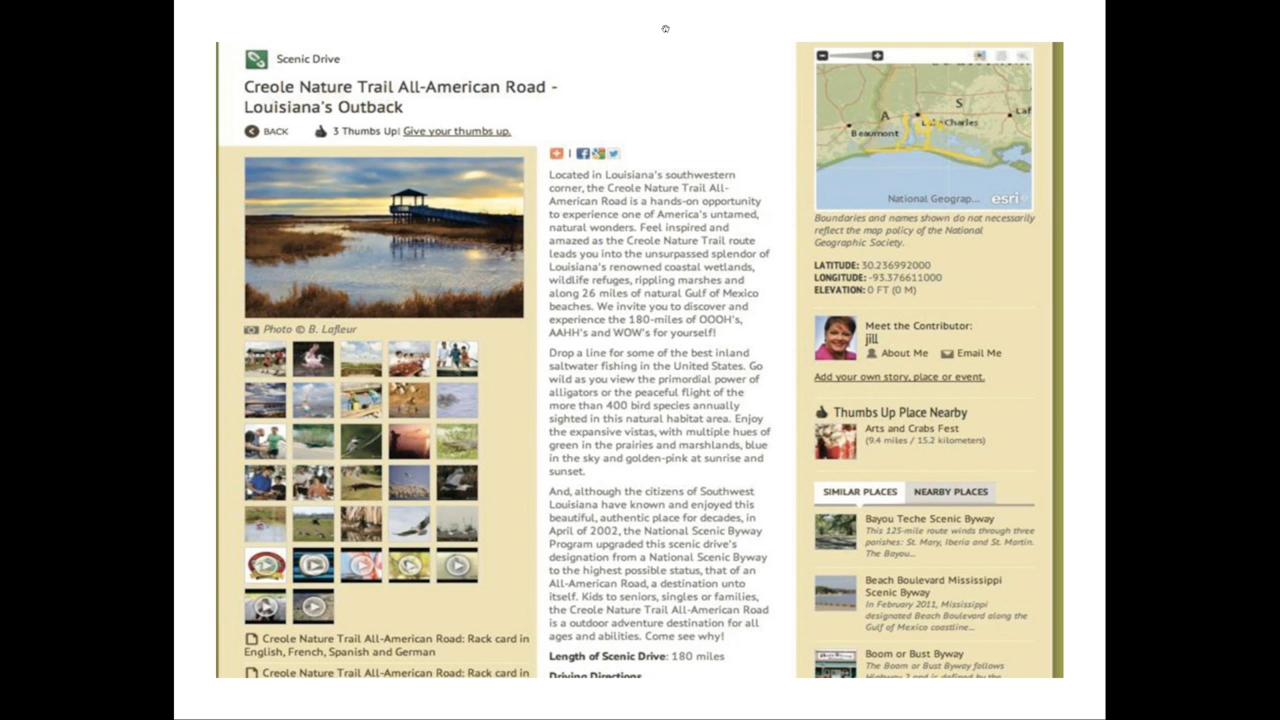 Scenic Drive
Creole Nature Trail All-American Road -
Louisiana's Outback
BACK
3 Thumbs Up! Give your thumbs up.
Photo © B. Lafleur
Creole Nature Trail All-American Road: Rack card in
English, French, Spanish and German
Creole Nature Trail All-American Road: Rack card in
Located in Louisiana's southwestern
corner, the Creole Nature Trail All-
American Road is a hands-on opportunity
to experience one of America's untamed,
natural wonders. Feel inspired and
amazed as the Creole Nature Trail route
leads you into the unsurpassed splendor of
Louisiana's renowned coastal wetlands,
wildlife refuges, rippling marshes and
along 26 miles of natural Gulf of Mexico
beaches. We invite you to discover and
experience the 180-miles of OOOH's,
AAHH's and WOW's for yourself!
Drop a line for some of the best inland
saltwater fishing in the United States. Go
wild as you view the primordial power of
alligators or the peaceful flight of the
more than 400 bird species annually
sighted in this natural habitat area. Enjoy
the expansive vistas, with multiple hues of
green in the prairies and marshlands, blue
in the sky and golden-pink at sunrise and
sunset.
And, although the citizens of Southwest
Louisiana have known and enjoyed this
beautiful, authentic place for decades, in
April of 2002, the National Scenic Byway
Program upgraded this scenic drive's
designation from a National Scenic Byway
to the highest possible status, that of an
All-American Road, a destination unto
itself. Kids to seniors, singles or families,
the Creole Nature Trail All-American Road
is a outdoor adventure destination for all
ages and abilities. Come see why!
Length of Scenic Drive: 180 miles
Driving Directions
S
A
Lake Charles
Laf
Beaumont
National Geograp... esri
Boundaries and names shown do not necessarily
reflect the map policy of the National
Geographic Society.
LATITUDE: 30.236992000
LONGITUDE: -93.376611000
ELEVATION: 0 FT (0 M)
Meet the Contributor:
jill
About Me Email Me
Add your own story, place or event.
Thumbs Up Place Nearby
Arts and Crabs Fest
(9.4 miles / 15.2 kilometers)
SIMILAR PLACES NEARBY PLACES
Bayou Teche Scenic Byway
This 125-mile route winds through three
parishes: St. Mary, Iberia and St. Martin.
The Bayou...
Beach Boulevard Mississippi
Scenic Byway
In February 2011, Mississippi
designated Beach Boulevard along the
Gulf of Mexico coastline...
Boom or Bust Byway
The Boom or Bust Byway follows
Highway 2 and is defined by the